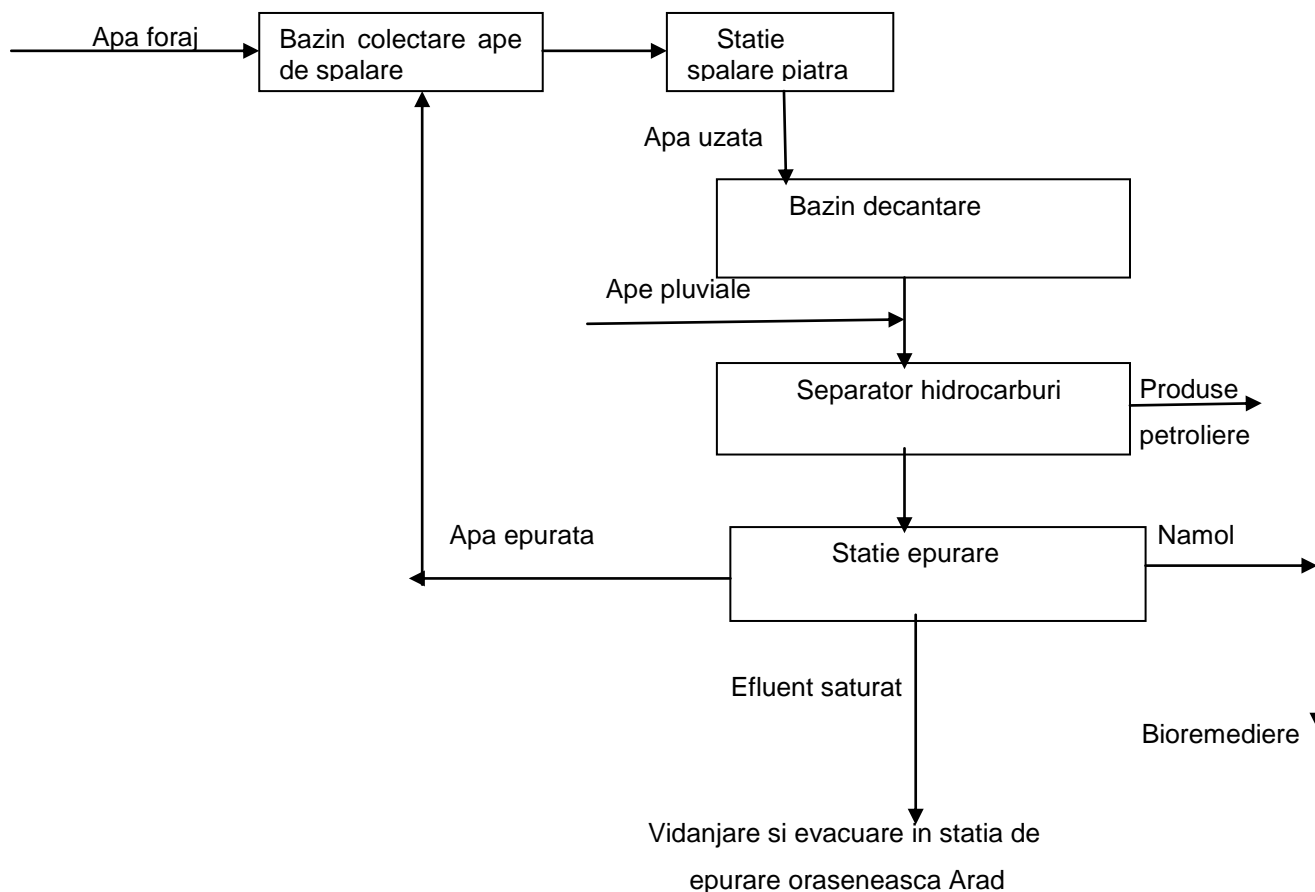 Apa foraj
Bazin colectare ape
de spalare
Statie
spalare piatra
Apa uzata
Bazin decantare
Ape pluviale
Separator hidrocarburi
Produse
petroliere
Apa epurata
Statie epurare
Namol
Efluent saturat
Bioremediere
Vidanjare si evacuare in statia de
epurare oraseneasca Arad